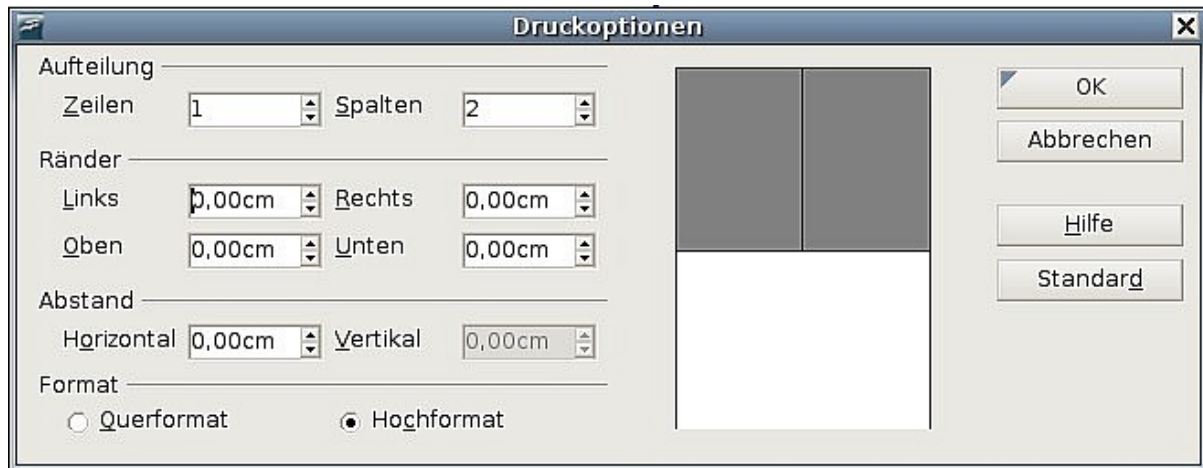 Druckoptionen
Aufteilung
Zeilen 1 Spalten 2
Ränder
Links 0,00cm Rechts 0,00cm
Oben 0,00cm Unten 0,00cm
Abstand
Horizontal 0,00cm Vertikal 0,00cm
Format
Querformat Hochformat
OK
Abbrechen
Hilfe
Standard